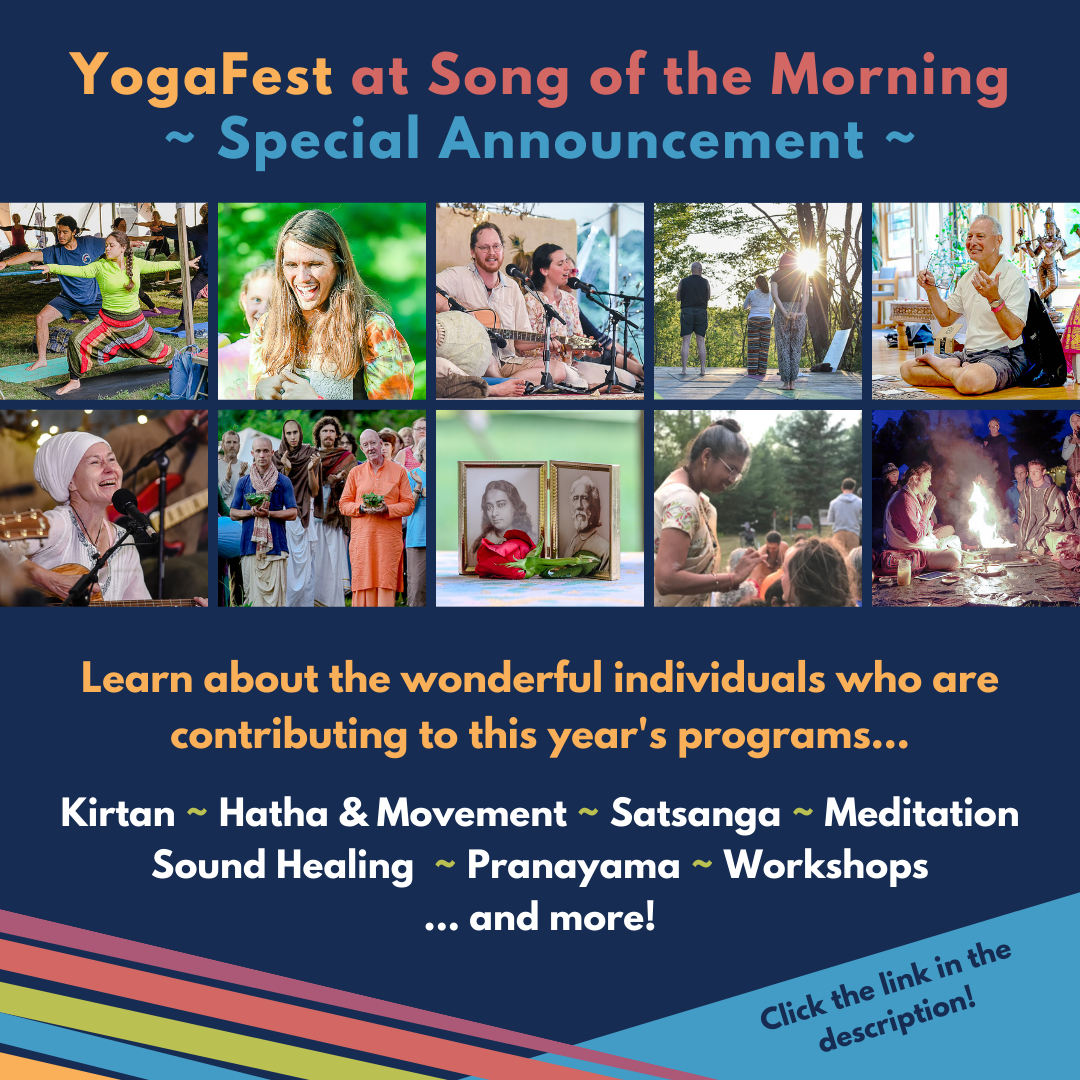 YogaFest at Song of the Morning
~ Special Announcement ~
Learn about the wonderful individuals who are
contributing to this year's programs...
Kirtan ~ Hatha & Movement ~ Satsanga ~ Meditation
Sound Healing ~ Pranayama ~ Workshops
... and more!
Click the link in the
description!